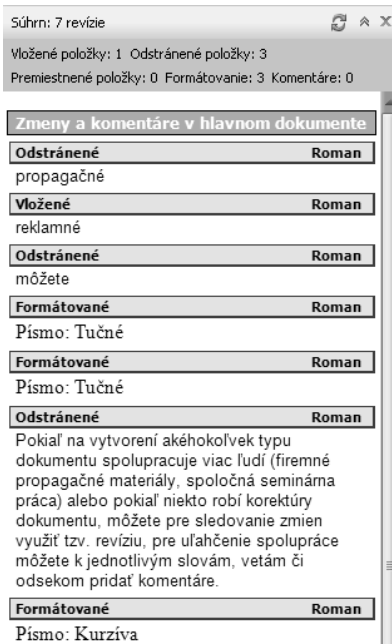 Súhrn: 7 revízie
Vložené položky: 1 Odstránené položky: 3
Premiestnené položky: 0 Formátovanie: 3 Komentáre: 0
Zmeny a komentáre v hlavnom dokumente
Odstránené Roman
propagačné
Vložené Roman
reklamné
Odstránené Roman
môžete
Formátované Roman
Písmo: Tučné
Formátované Roman
Písmo: Tučné
Odstránené Roman
Pokiaľ na vytvorení akéhokoľvek typu
dokumentu spolupracuje viac ľudí (firemné
propagačné materiály, spoločná seminárna
práca) alebo pokiaľ niekto robí korektúry
dokumentu, môžete pre sledovanie zmien
využiť tzv. revíziu, pre uľahčenie spolupráce
môžete k jednotlivým slovám, vetám či
odsekom pridať komentáre.
Formátované Roman
Písmo: Kurzíva